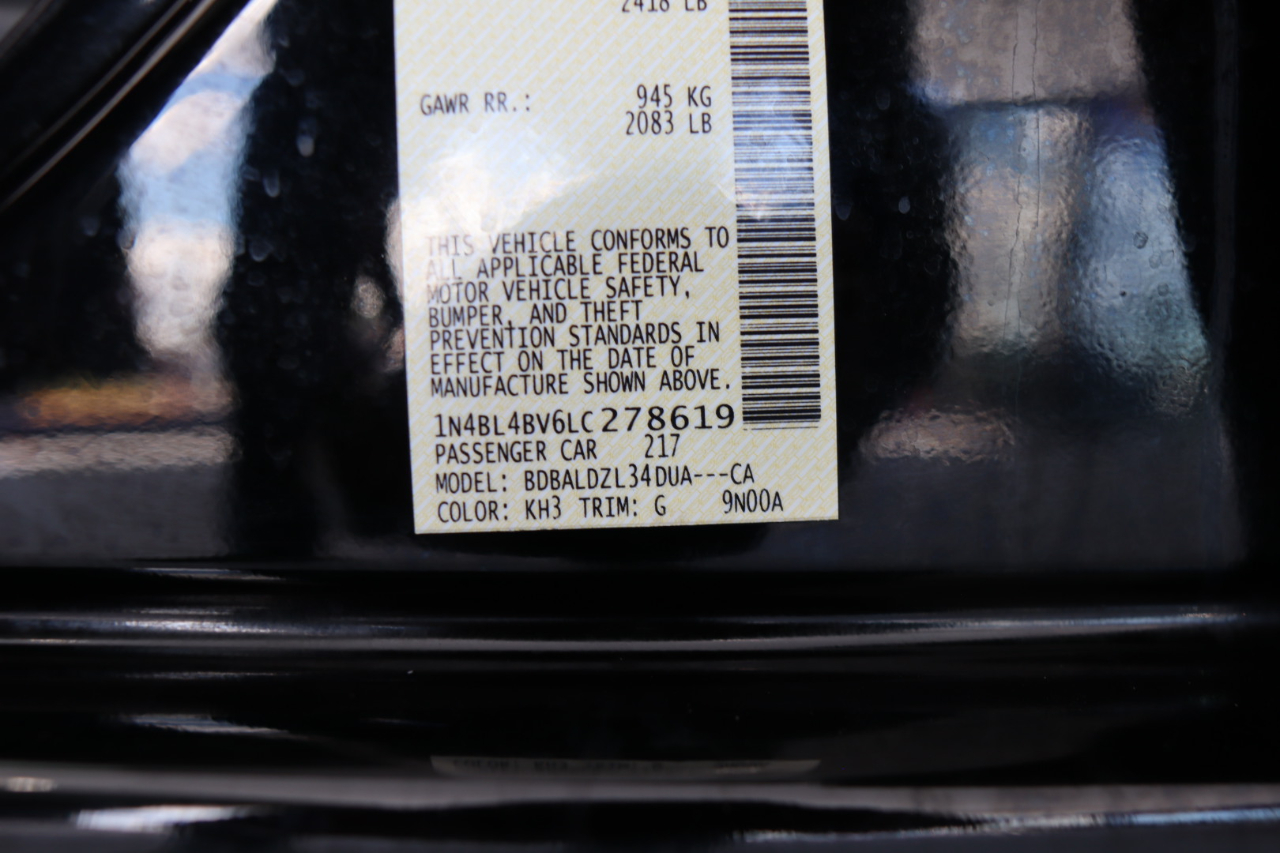 2418 LB
GAWR RR.: 945 KG
2083 LB
THIS VEHICLE CONFORMS TO
ALL APPLICABLE FEDERAL
MOTOR VEHICLE SAFETY,
BUMPER, AND THEFT
PREVENTION STANDARDS IN
EFFECT ON THE DATE OF
MANUFACTURE SHOWN ABOVE.
1N4BL4BV6LC278619
PASSENGER CAR 217
MODEL: BDBALDZL34DUA---CA
COLOR: KH3 TRIM: G 9N00A